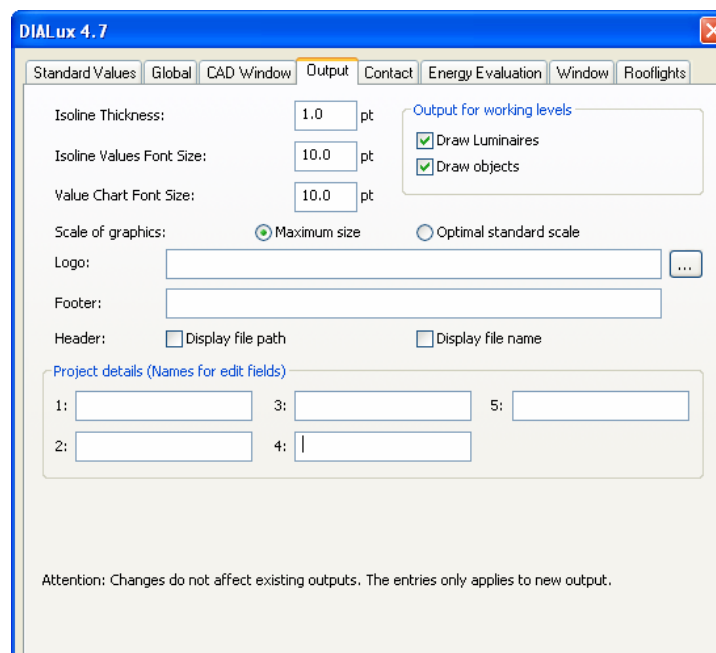 DIALux 4.7
Standard Values Global CAD Window Output Contact Energy Evaluation Window Rooflights
Isoline Thickness: 1.0 pt
Output for working levels
Draw Luminaires
Isoline Values Font Size: 10.0 pt
Draw objects
Value Chart Font Size: 10.0 pt
Scale of graphics: Maximum size Optimal standard scale
Logo: ...
Footer:
Header: Display file path Display file name
Project details (Names for edit fields)
1: 3: 5:
2: 4:
Attention: Changes do not affect existing outputs. The entries only applies to new output.